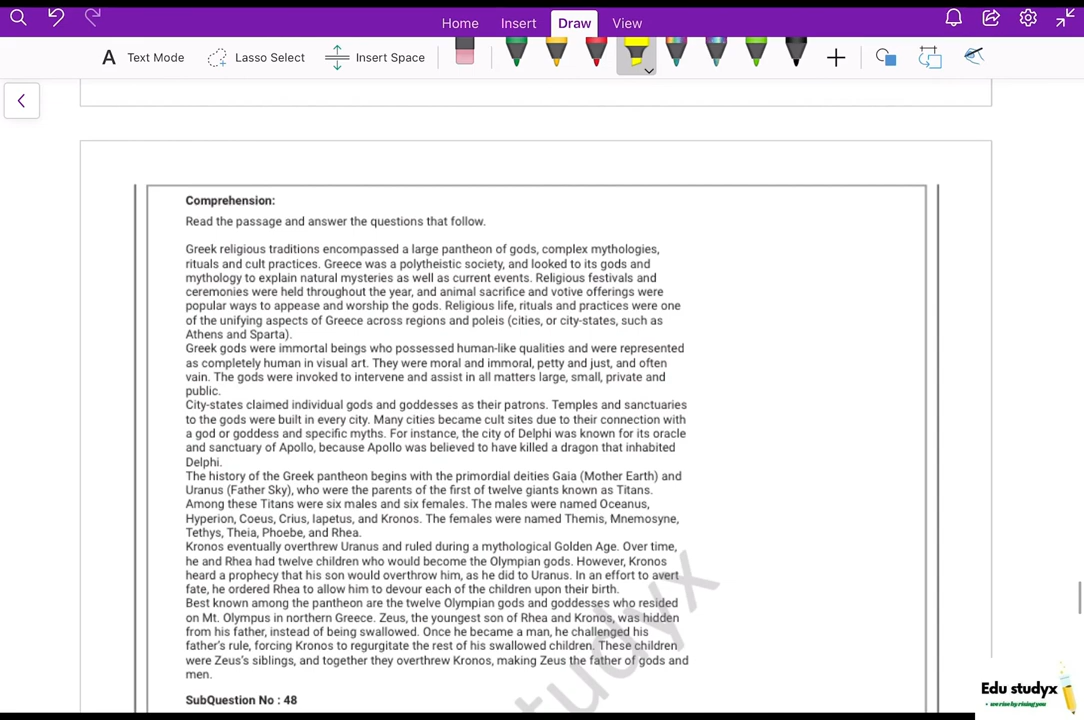 Home Insert Draw View
Text Mode Lasso Select Insert Space
Comprehension:
Read the passage and answer the questions that follow.
Greek religious traditions encompassed a large pantheon of gods, complex mythologies,
rituals and cult practices. Greece was a polytheistic society, and looked to its gods and
mythology to explain natural mysteries as well as current events. Religious festivals and
ceremonies were held throughout the year, and animal sacrifice and votive offerings were
popular ways to appease and worship the gods. Religious life, rituals and practices were one
of the unifying aspects of Greece across regions and poleis (cities, or city-states, such as
Athens and Sparta).
Greek gods were immortal beings who possessed human-like qualities and were represented
as completely human in visual art. They were moral and immoral, petty and just, and often
vain. The gods were invoked to intervene and assist in all matters large, small, private and
public.
City-states claimed individual gods and goddesses as their patrons. Temples and sanctuaries
to the gods were built in every city. Many cities became cult sites due to their connection with
a god or goddess and specific myths. For instance, the city of Delphi was known for its oracle
and sanctuary of Apollo, because Apollo was believed to have killed a dragon that inhabited
Delphi.
The history of the Greek pantheon begins with the primordial deities Gaia (Mother Earth) and
Uranus (Father Sky), who were the parents of the first of twelve giants known as Titans.
Among these Titans were six males and six females. The males were named Oceanus,
Hyperion, Coeus, Crius, Iapetus, and Kronos. The females were named Themis, Mnemosyne,
Tethys, Theia, Phoebe, and Rhea.
Kronos eventually overthrew Uranus and ruled during a mythological Golden Age. Over time,
he and Rhea had twelve children who would become the Olympian gods. However, Kronos
heard a prophecy that his son would overthrow him, as he did to Uranus. In an effort to avert
fate, he ordered Rhea to allow him to devour each of the children upon their birth.
Best known among the pantheon are the twelve Olympian gods and goddesses who resided
on Mt. Olympus in northern Greece. Zeus, the youngest son of Rhea and Kronos, was hidden
from his father, instead of being swallowed. Once he became a man, he challenged his
father's rule, forcing Kronos to regurgitate the rest of his swallowed children. These children
were Zeus's siblings, and together they overthrew Kronos, making Zeus the father of gods and
men.
SubQuestion No : 48
tudyx
Edu studyx
we rise by rising you